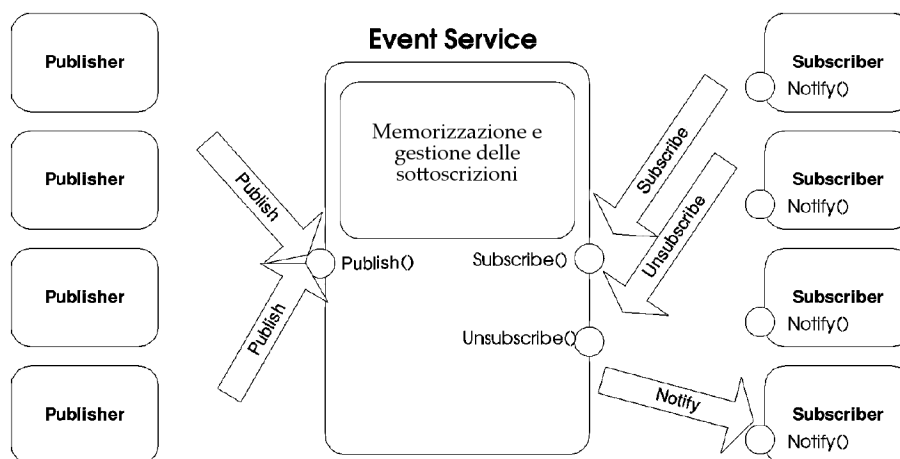 Event Service
Publisher
Publisher
Publisher
Publisher
Publish
Publish
Memorizzazione e
gestione delle
sottoscrizioni
Publish()
Subscribe()
Unsubscribe()
Subscribe
Unsubscribe
Notify
Subscriber
Notify()
Subscriber
Notify()
Subscriber
Notify()
Subscriber
Notify()